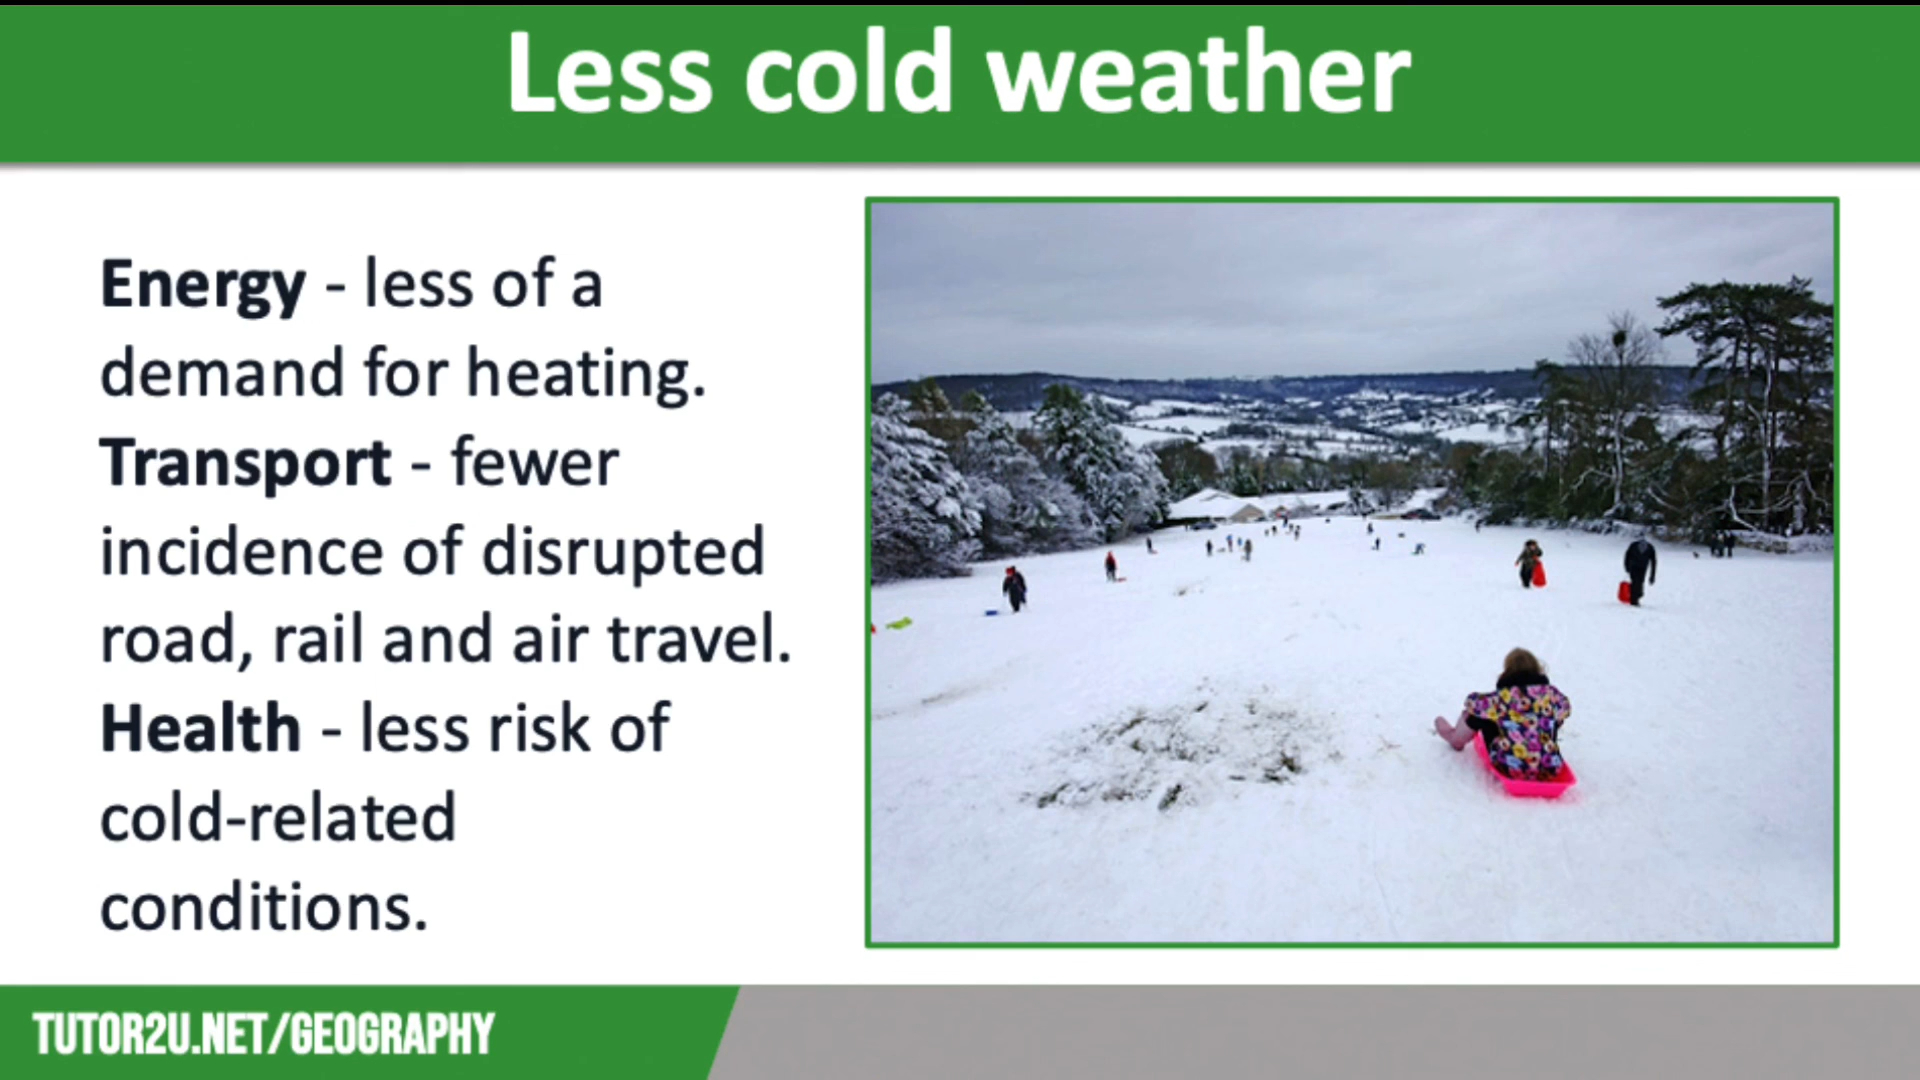 Less cold weather
Energy - less of a
demand for heating.
Transport - fewer
incidence of disrupted
road, rail and air travel.
Health - less risk of
cold-related
conditions.
TUTOR2U.NET/GEOGRAPHY